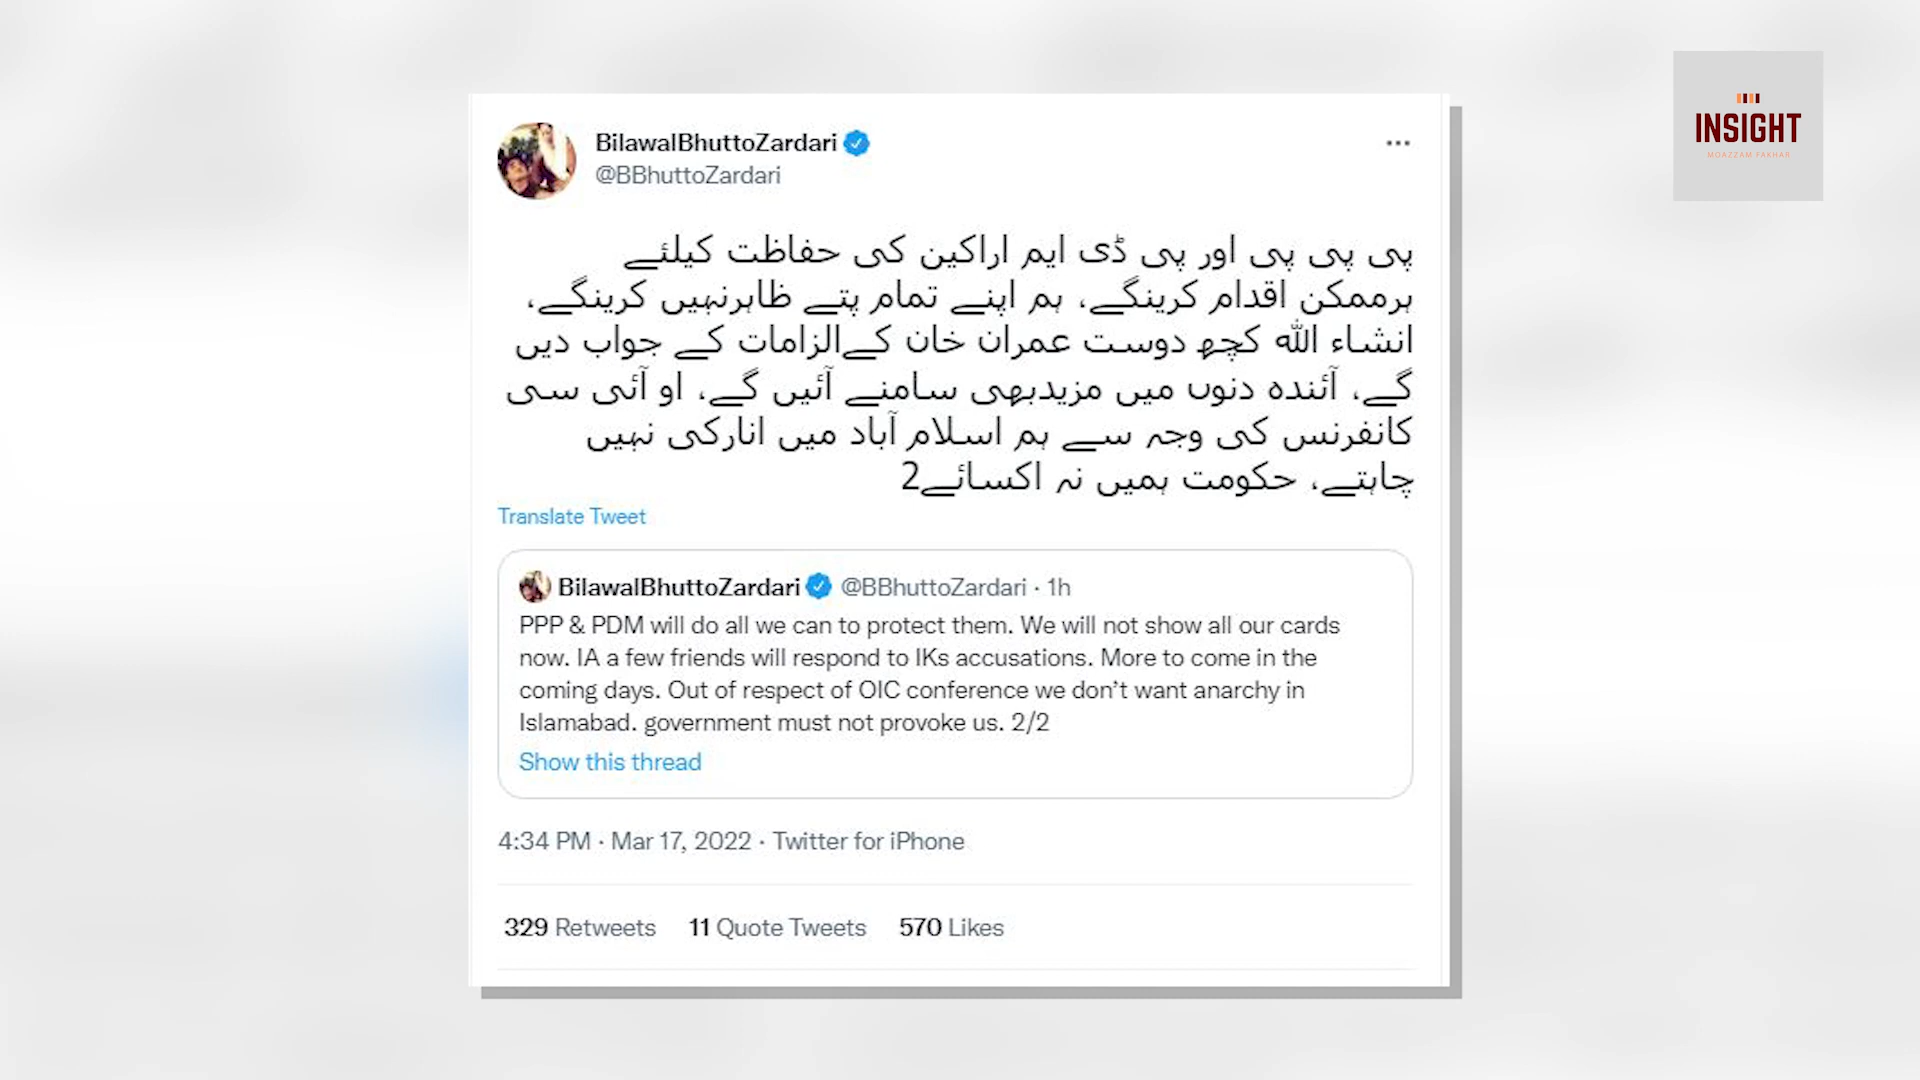 BilawalBhuttoZardari
@BBhuttoZardari
INSIGHT
MOAZZAM FAKHAR
پی پی پی اور پی ڈی ایم اراکین کی حفاظت کیلئے
ہرممکن اقدام کرینگے، ہم اپنے تمام پتے ظاہرنہیں کرینگے،
انشاء اللہ کچھ دوست عمران خان کےالزامات کے جواب دیں
گے، آئندہ دنوں میں مزیدبھی سامنے آئیں گے، او آئی سی
کانفرنس کی وجہ سے ہم اسلام آباد میں انارکی نہیں
چاہتے، حکومت ہمیں نہ اکسائے2
Translate Tweet
BilawalBhuttoZardari @BBhuttoZardari · 1h
PPP & PDM will do all we can to protect them. We will not show all our cards
now. IA a few friends will respond to IKs accusations. More to come in the
coming days. Out of respect of OIC conference we don’t want anarchy in
Islamabad. government must not provoke us. 2/2
Show this thread
4:34 PM · Mar 17, 2022 · Twitter for iPhone
329 Retweets 11 Quote Tweets 570 Likes